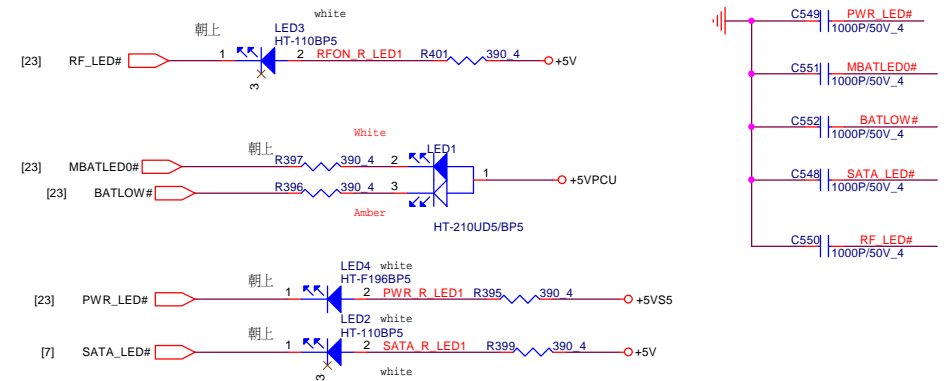 white
朝上
LED3
HT-110BP5
[23] RF_LED# 1 2 RFON_R_LED1 R401 390_4 +5V
3
White
朝上
LED1
[23] MBATLED0# R397 390_4 2
1 +5VPCU
[23] BATLOW# R396 390_4 3
Amber
HT-210UD5/BP5
LED4 white
HT-F196BP5
朝上
[23] PWR_LED# 1 2 PWR_R_LED1 R395 390_4 +5VS5
LED2 white
HT-110BP5
朝上
[7] SATA_LED# 1 2 SATA_R_LED1 R399 390_4 +5V
3
white
C549 PWR_LED#
1000P/50V_4
C551 MBATLED0#
1000P/50V_4
C552 BATLOW#
1000P/50V_4
C548 SATA_LED#
1000P/50V_4
C550 RF_LED#
1000P/50V_4